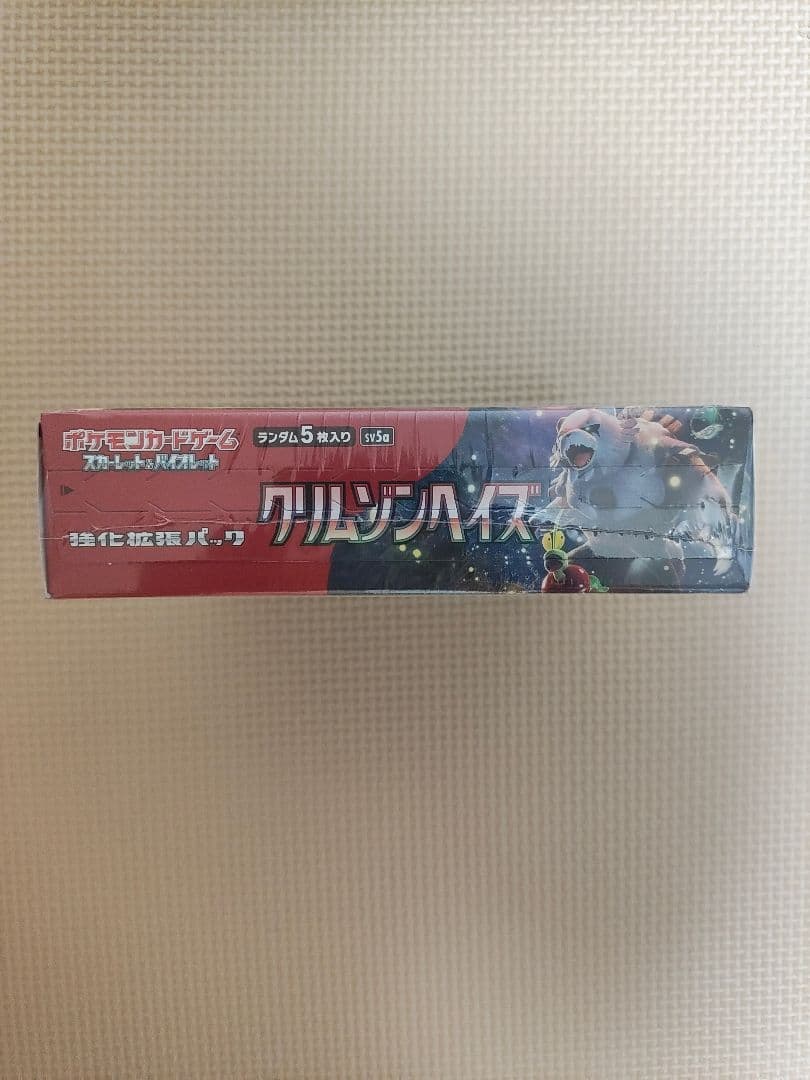 ポケモンカードゲーム
スカーレット&バイオレット
ランダム5枚入り
sv5a
クリムゾンヘイズ
強化拡張パック